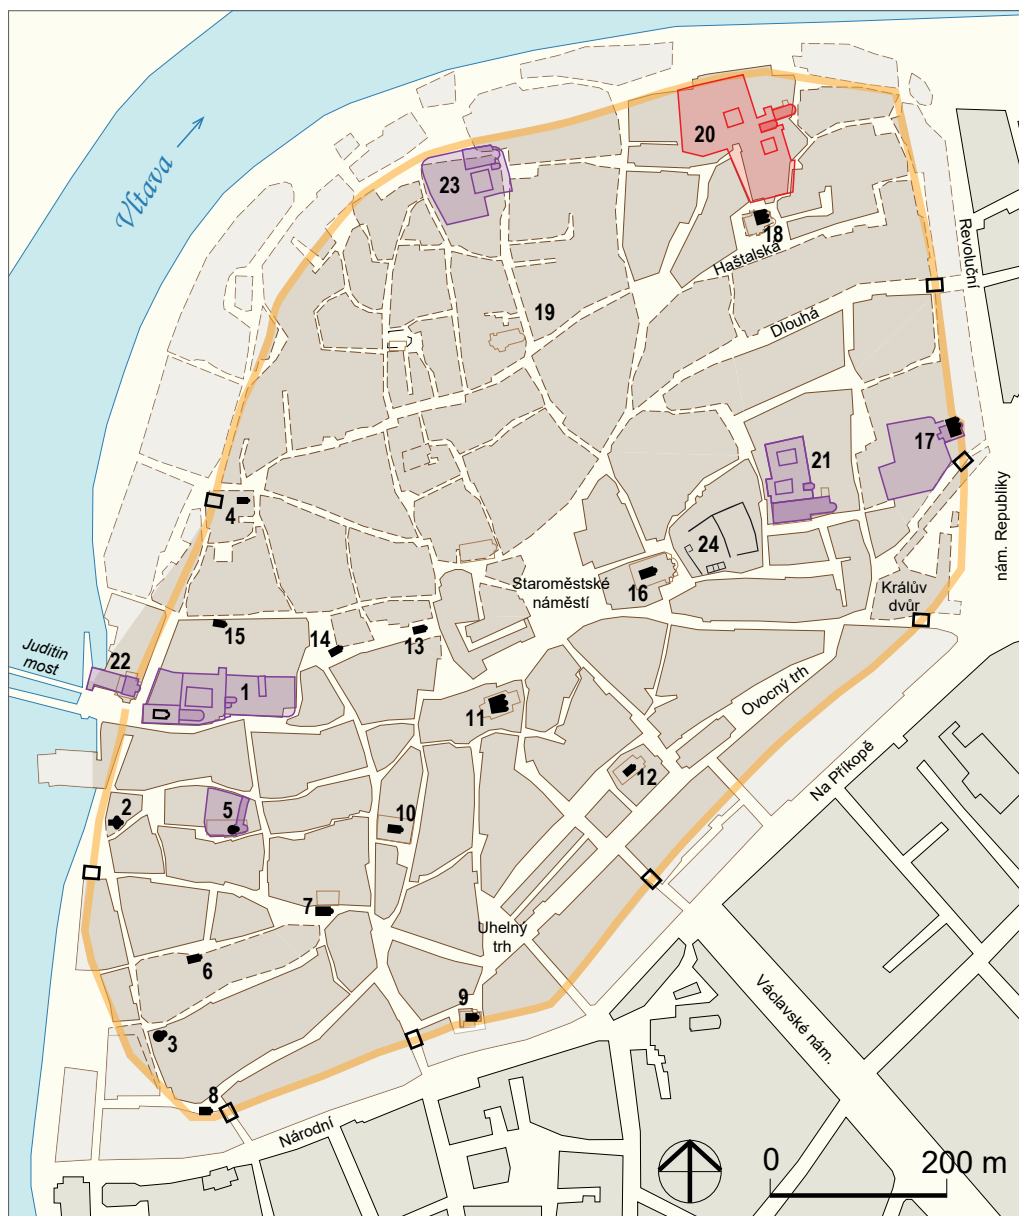 20
23
Vltava
18
Revoluční
Haštalská
19
Dlouhá
17
21
4
24
nám. Republiky
16
Staroměstské
náměstí
Králův
dvůr
15
14
13
Juditin
most
22
1
11
Ovocný trh
12
Na Příkopě
2
5
10
7
Uhelný
trh
6
9
Václavské nám.
3
8
Národní
0
200 m